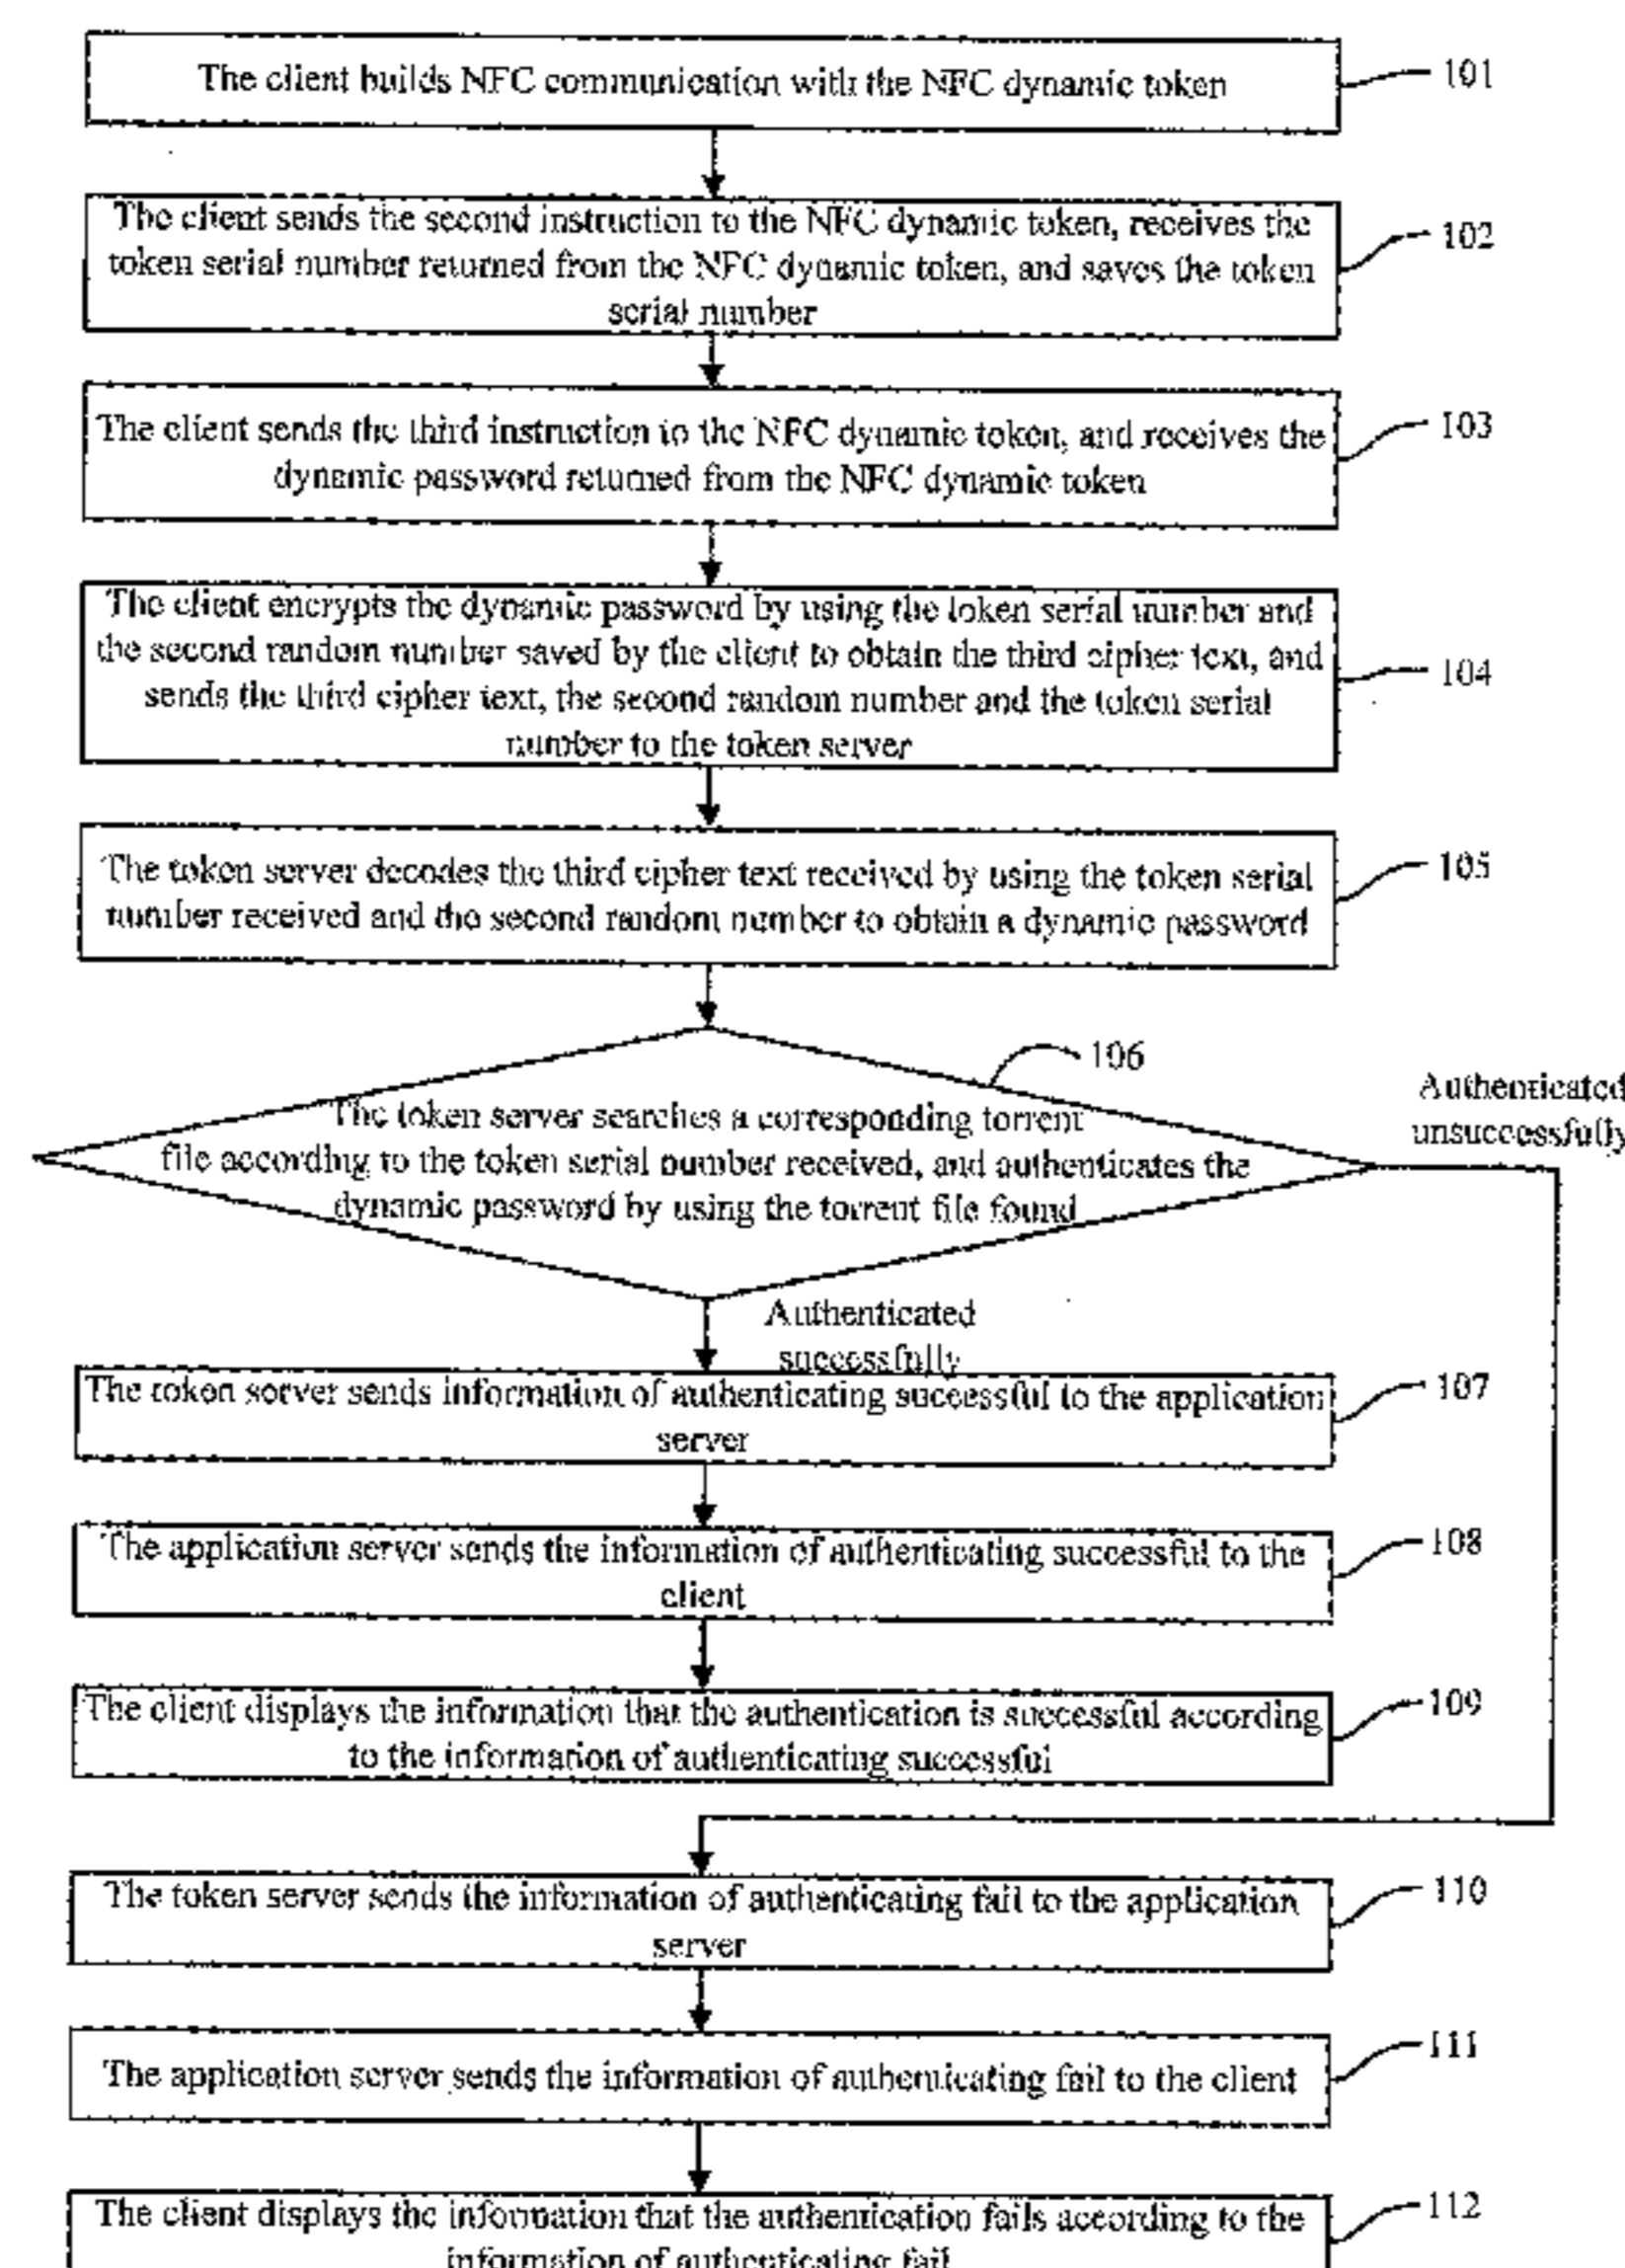 The client builds NFC communication with the NFC dynamic token
101
The client sends the second instruction to the NFC dynamic token, receives the
token serial number returned from the NFC dynamic token, and saves the token
serial number
102
The client sends the third instruction to the NFC dynamic token, and receives the
dynamic password returned from the NFC dynamic token
103
The client encrypts the dynamic password by using the token serial number and
the second random number saved by the client to obtain the third cipher text, and
sends the third cipher text, the second random number and the token serial
number to the token server
104
The token server decodes the third cipher text received by using the token serial
number received and the second random number to obtain a dynamic password
105
106
The token server searches a corresponding torrent
file according to the token serial number received, and authenticates the
dynamic password by using the torrent file found
Authenticated
unsuccessfully
Authenticated
successfully
The token server sends information of authenticating successful to the application
server
107
The application server sends the information of authenticating successful to the
client
108
The client displays the information that the authentication is successful according
to the information of authenticating successful
109
The token server sends the information of authenticating fail to the application
server
110
The application server sends the information of authenticating fail to the client
111
The client displays the information that the authentication fails according to the
information of authenticating fail
112